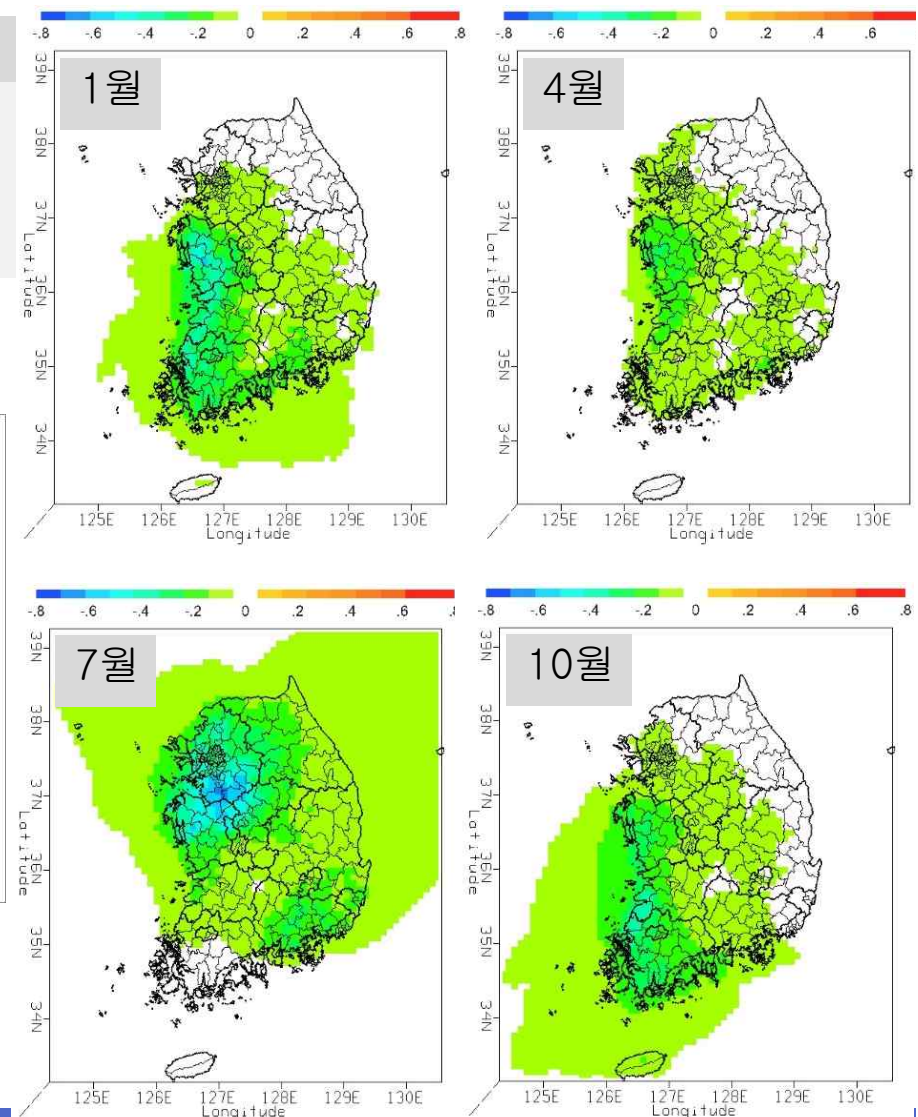 -.8 -.6 -.4 -.2 0 .2 .4 .6 .8
-.8 -.6 -.4 -.2 0 .2 .4 .6 .8
1월
39N
38N
37N
36N
35N
34N
Latitude
125E 126E 127E 128E 129E 130E
Longitude
4월
39N
38N
37N
36N
35N
34N
Latitude
125E 126E 127E 128E 129E 130E
Longitude
-.8 -.6 -.4 -.2 0 .2 .4 .6
-.8 -.6 -.4 -.2 0 .2 .4 .6 .8
7월
39N
38N
37N
36N
35N
34N
Latitude
125E 126E 127E 128E 129E 130E
Longitude
10월
39N
38N
37N
36N
35N
34N
Latitude
125E 126E 127E 128E 129E 130E
Longitude